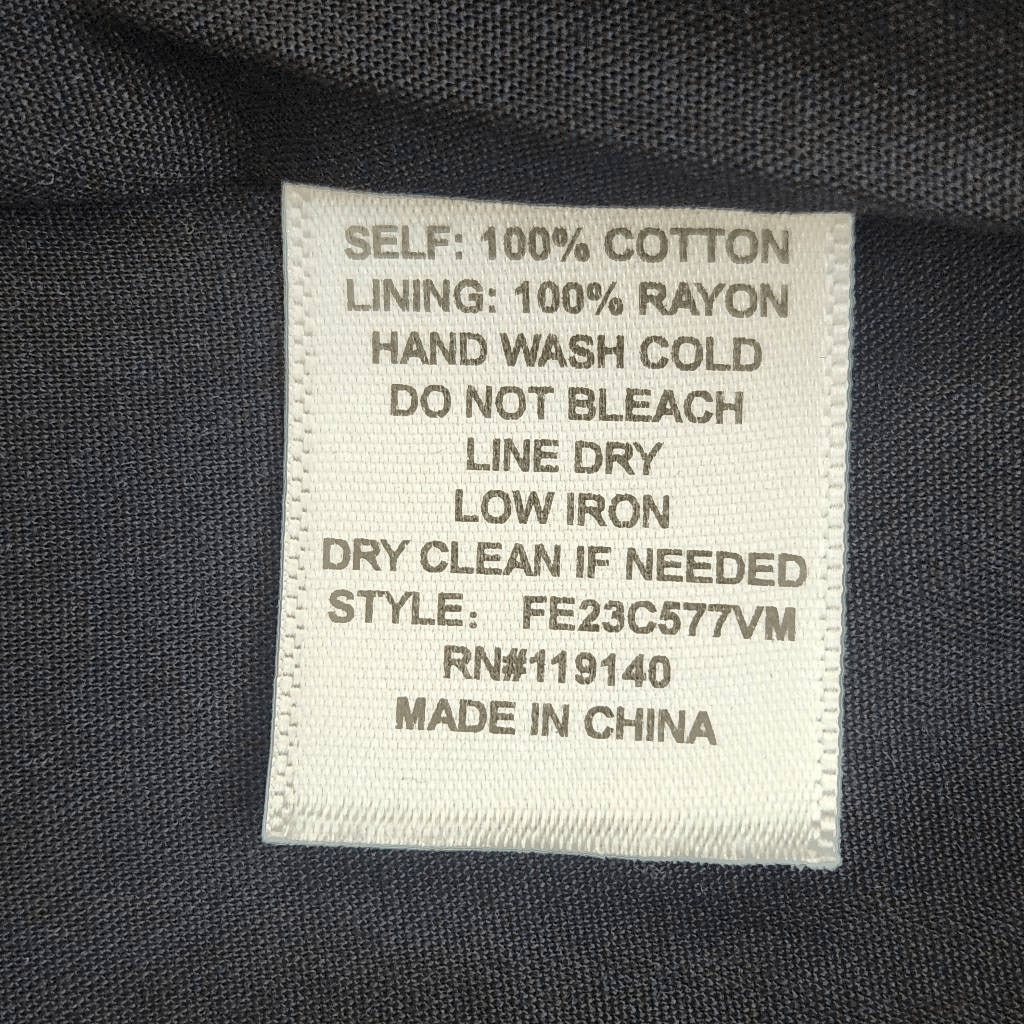 SELF: 100% COTTON
LINING: 100% RAYON
HAND WASH COLD
DO NOT BLEACH
LINE DRY
LOW IRON
DRY CLEAN IF NEEDED
STYLE: FE23C577VM
RN#119140
MADE IN CHINA